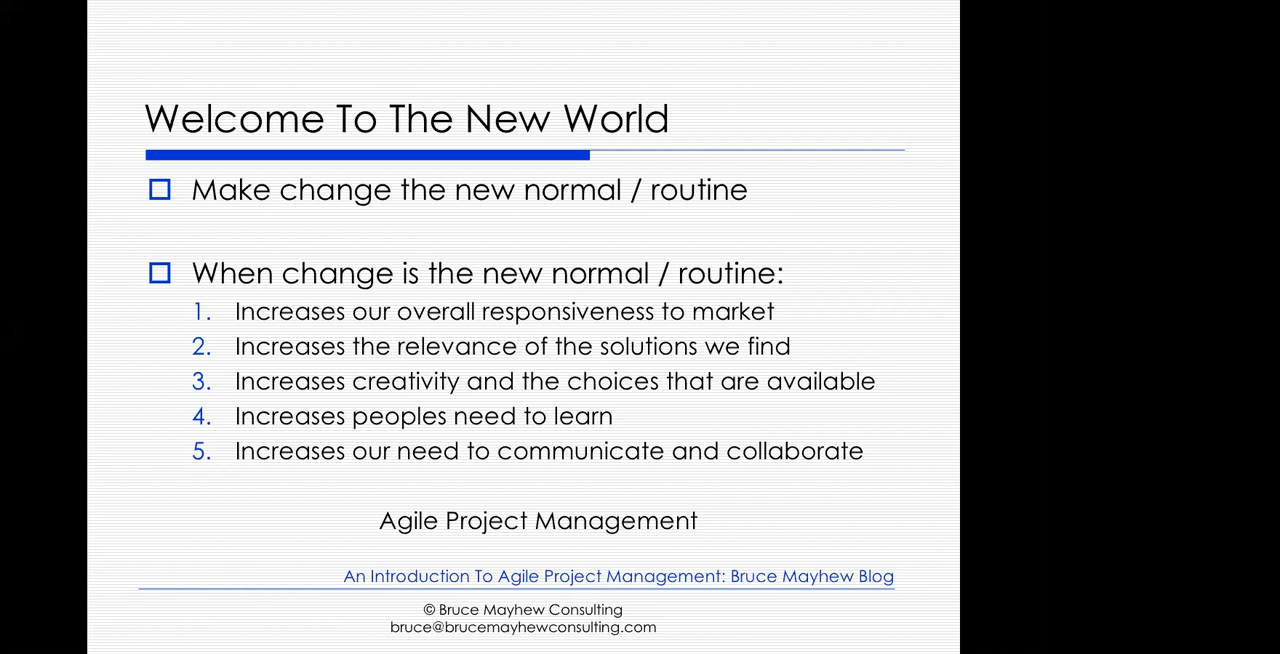 Welcome To The New World
Make change the new normal / routine
When change is the new normal / routine:
1. Increases our overall responsiveness to market
2. Increases the relevance of the solutions we find
3. Increases creativity and the choices that are available
4. Increases peoples need to learn
5. Increases our need to communicate and collaborate
Agile Project Management
An Introduction To Agile Project Management: Bruce Mayhew Blog
© Bruce Mayhew Consulting
bruce@brucemayhewconsulting.com